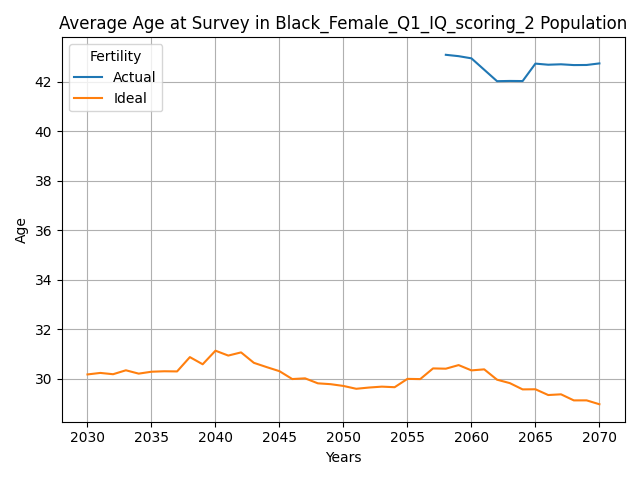 Average Age at Survey in Black_Female_Q1_IQ_scoring_2 Population
Fertility
Actual
Ideal
Age
42
40
38
36
34
32
30
2030 2035 2040 2045 2050 2055 2060 2065 2070
Years